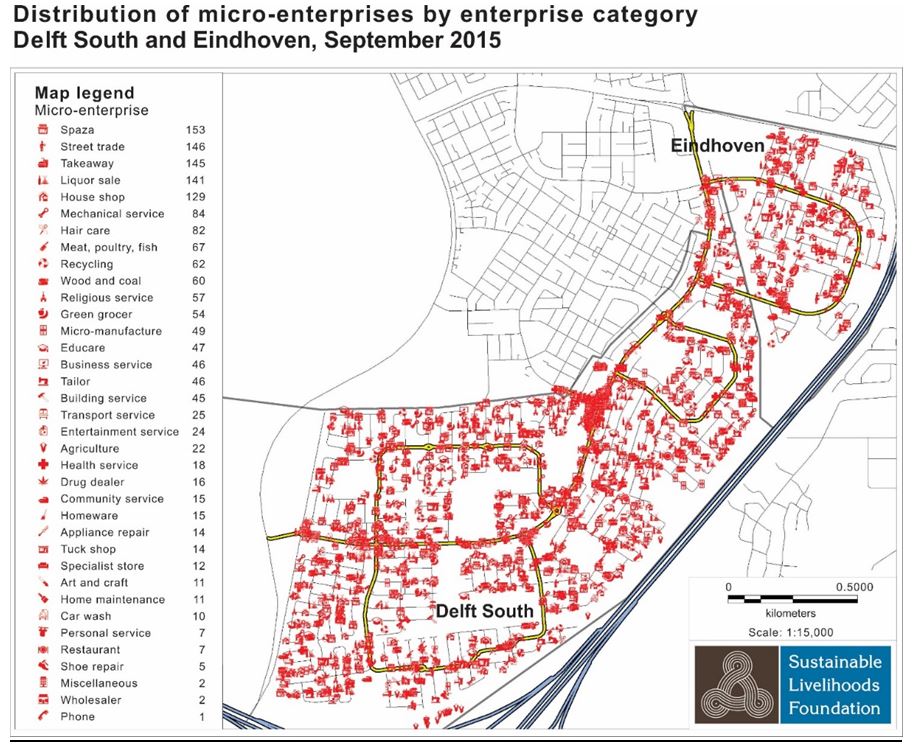 Distribution of micro-enterprises by enterprise category
Delft South and Eindhoven, September 2015
Map legend
Micro-enterprise
Spaza 153
Street trade 146
Takeaway 145
Liquor sale 141
House shop 129
Mechanical service 84
Hair care 82
Meat, poultry, fish 67
Recycling 62
Wood and coal 60
Religious service 57
Green grocer 54
Micro-manufacture 49
Educare 47
Business service 46
Tailor 46
Building service 45
Transport service 25
Entertainment service 24
Agriculture 22
Health service 18
Drug dealer 16
Community service 15
Homeware 15
Appliance repair 14
Tuck shop 14
Specialist store 12
Art and craft 11
Home maintenance 11
Car wash 10
Personal service 7
Restaurant 7
Shoe repair 5
Miscellaneous 2
Wholesaler 2
Phone 1
Eindhoven
Delft South
0 0.5000
kilometers
Scale: 1:15,000
Sustainable
Livelihoods
Foundation